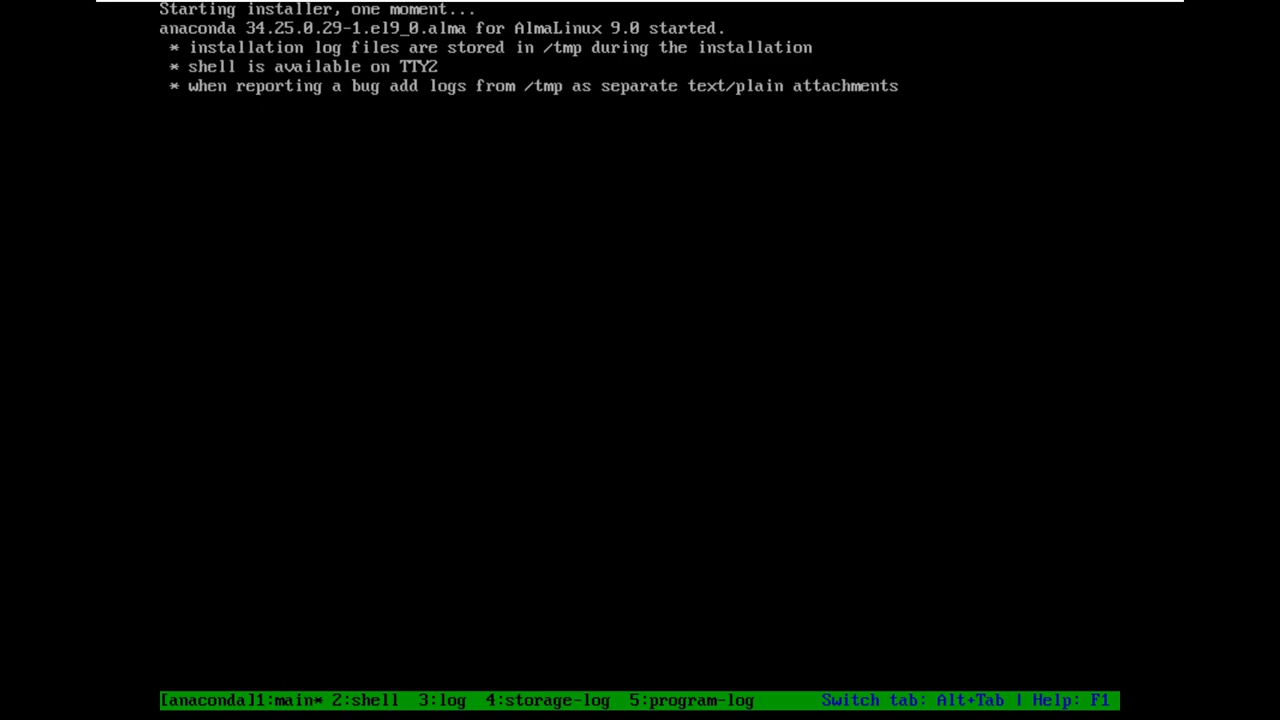 Starting installer, one moment...
anaconda 34.25.0.29-1.el9_0.alma for AlmaLinux 9.0 started.
* installation log files are stored in /tmp during the installation
* shell is available on TTY2
* when reporting a bug add logs from /tmp as separate text/plain attachments
[anaconda]1:main* 2:shell  3:log  4:storage-log  5:program-log  Switch tab: Alt+Tab | Help: F1